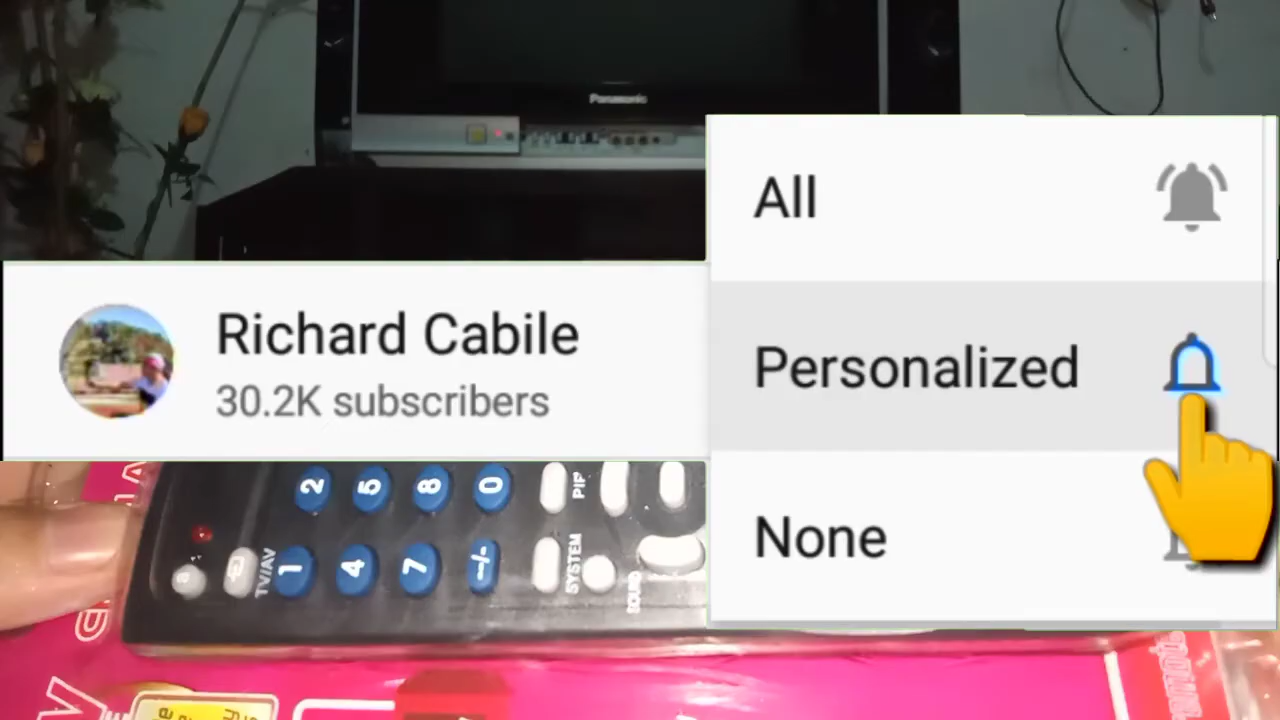 Panasonic
All
Richard Cabile
30.2K subscribers
Personalized
None
2
5
8
0
PIP
TV/AV
1
4
7
-/--
SYSTEM